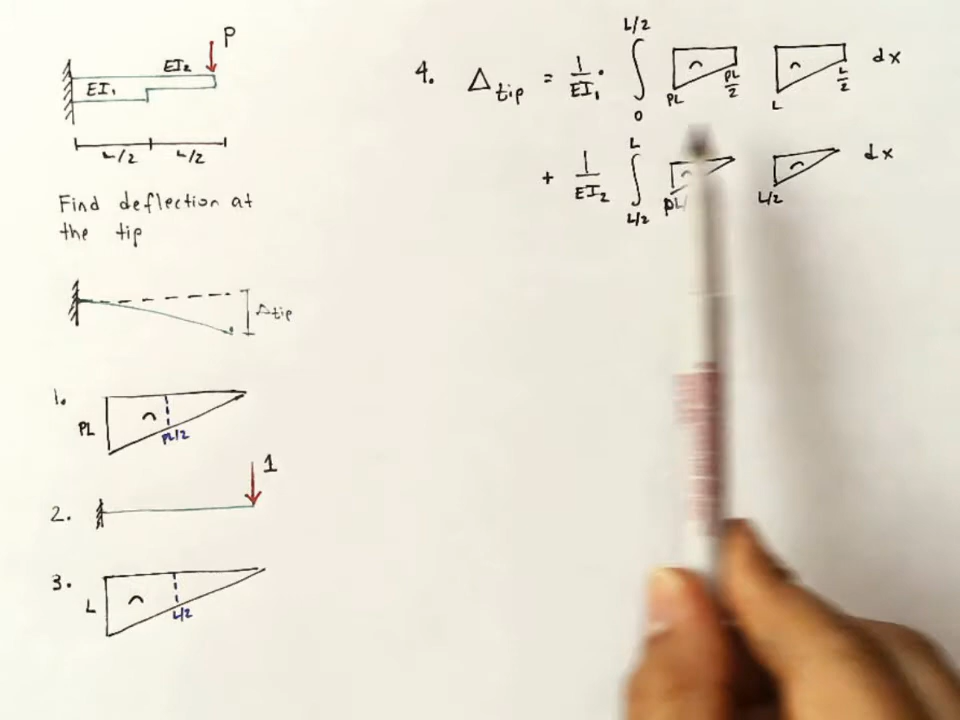 P
EI₂
EI₁
L/2 L/2
Find deflection at
the tip
Δtip
1.
PL
PL/2
1
2.
3.
L
L/2
4. Δtip = 1/EI₁ · ∫ 0 L/2 PL PL/2 L L/2 dx
+ 1/EI₂ ∫ L/2 L PL/ L/2 dx